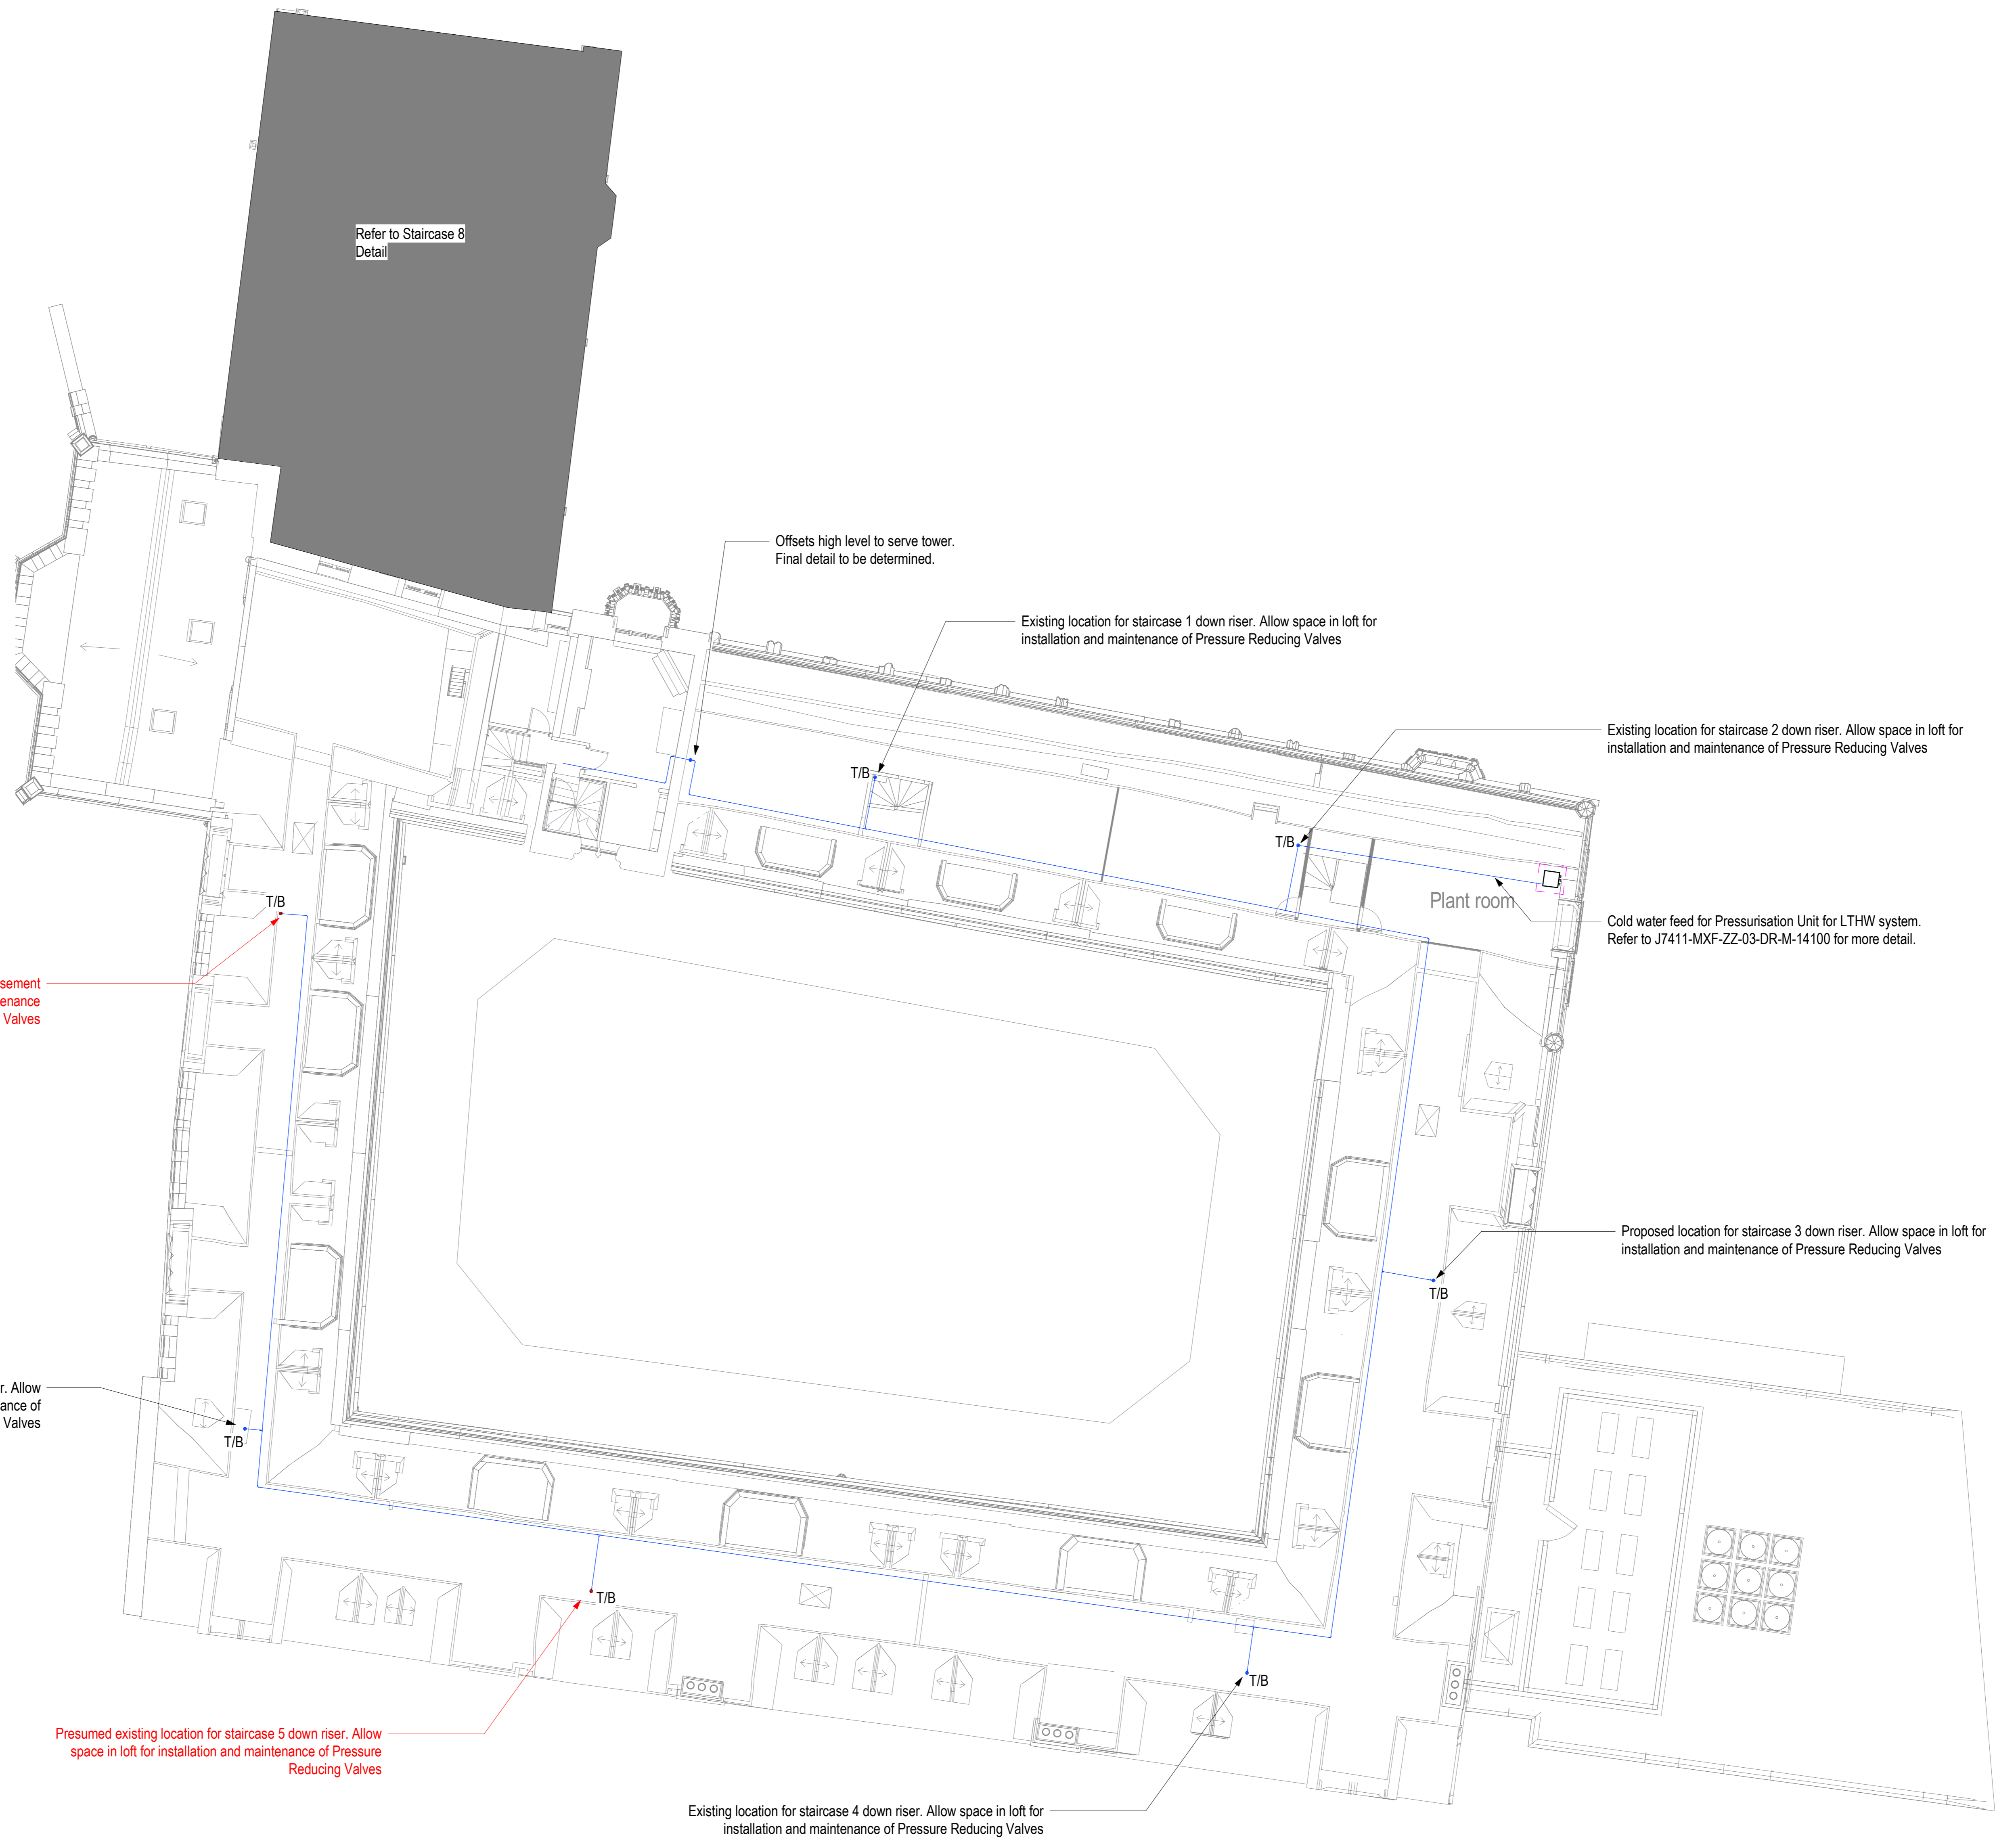 Refer to Staircase 8
Detail
Offsets high level to serve tower.
Final detail to be determined.
Existing location for staircase 1 down riser. Allow space in loft for
installation and maintenance of Pressure Reducing Valves
Existing location for staircase 2 down riser. Allow space in loft for
installation and maintenance of Pressure Reducing Valves
T/B
T/B
Plant room
T/B
Cold water feed for Pressurisation Unit for LTHW system.
Refer to J7411-MXF-ZZ-03-DR-M-14100 for more detail.
sement
enance
Valves
Proposed location for staircase 3 down riser. Allow space in loft for
installation and maintenance of Pressure Reducing Valves
T/B
r. Allow
ance of
Valves
T/B
T/B
T/B
Presumed existing location for staircase 5 down riser. Allow
space in loft for installation and maintenance of Pressure
Reducing Valves
Existing location for staircase 4 down riser. Allow space in loft for
installation and maintenance of Pressure Reducing Valves